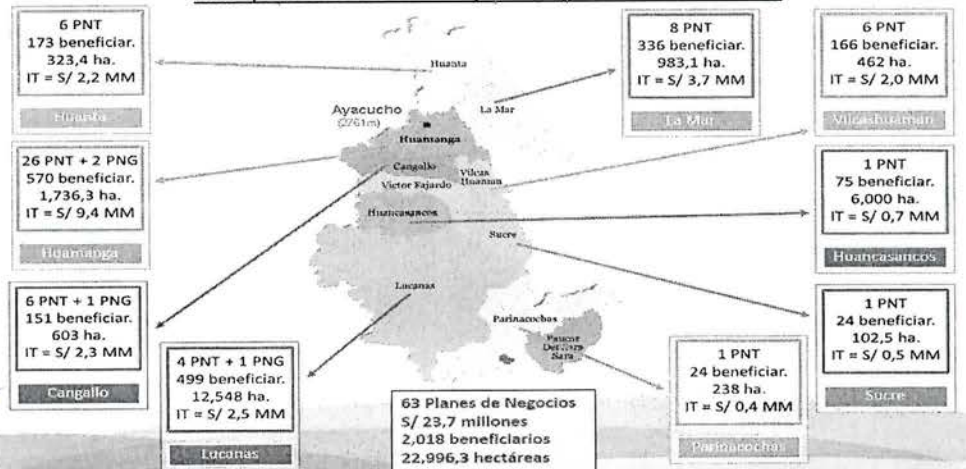 6 PNT
173 beneficiar.
323,4 ha.
IT = S/ 2,2 MM
Huanta
26 PNT + 2 PNG
570 beneficiar.
1,736,3 ha.
IT = S/ 9,4 MM
Huamanga
6 PNT + 1 PNG
151 beneficiar.
603 ha.
IT = S/ 2,3 MM
Cangallo
4 PNT + 1 PNG
499 beneficiar.
12,548 ha.
IT = S/ 2,5 MM
Lucanas
Huanta
La Mar
Ayacucho
(2761m)
Huamanga
Cangallo
Vilcas
Huaman
Victor Fajardo
Huancasancos
Sucre
Lucanas
Parinacochas
Paucar
Del Sara
Sara
63 Planes de Negocios
S/ 23,7 millones
2,018 beneficiarios
22,996,3 hectáreas
8 PNT
336 beneficiar.
983,1 ha.
IT = S/ 3,7 MM
La Mar
6 PNT
166 beneficiar.
462 ha.
IT = S/ 2,0 MM
Vilcashuamán
1 PNT
75 beneficiar.
6,000 ha.
IT = S/ 0,7 MM
Huancasancos
1 PNT
24 beneficiar.
102,5 ha.
IT = S/ 0,5 MM
Sucre
1 PNT
24 beneficiar.
238 ha.
IT = S/ 0,4 MM
Parinacochas